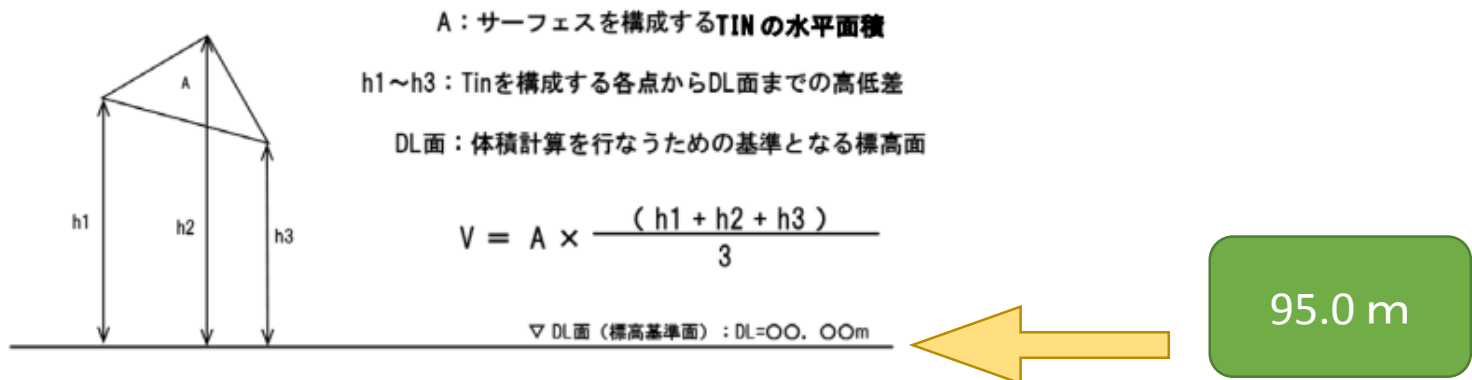 A：サーフェスを構成するTINの水平面積
A
h1～h3：Tinを構成する各点からDL面までの高低差
DL面：体積計算を行なうための基準となる標高面
h1
h2
h3
V ＝ A × （ h1 + h2 + h3 ）
3
▽ DL面（標高基準面）：DL=○○. ○○m
95.0 m